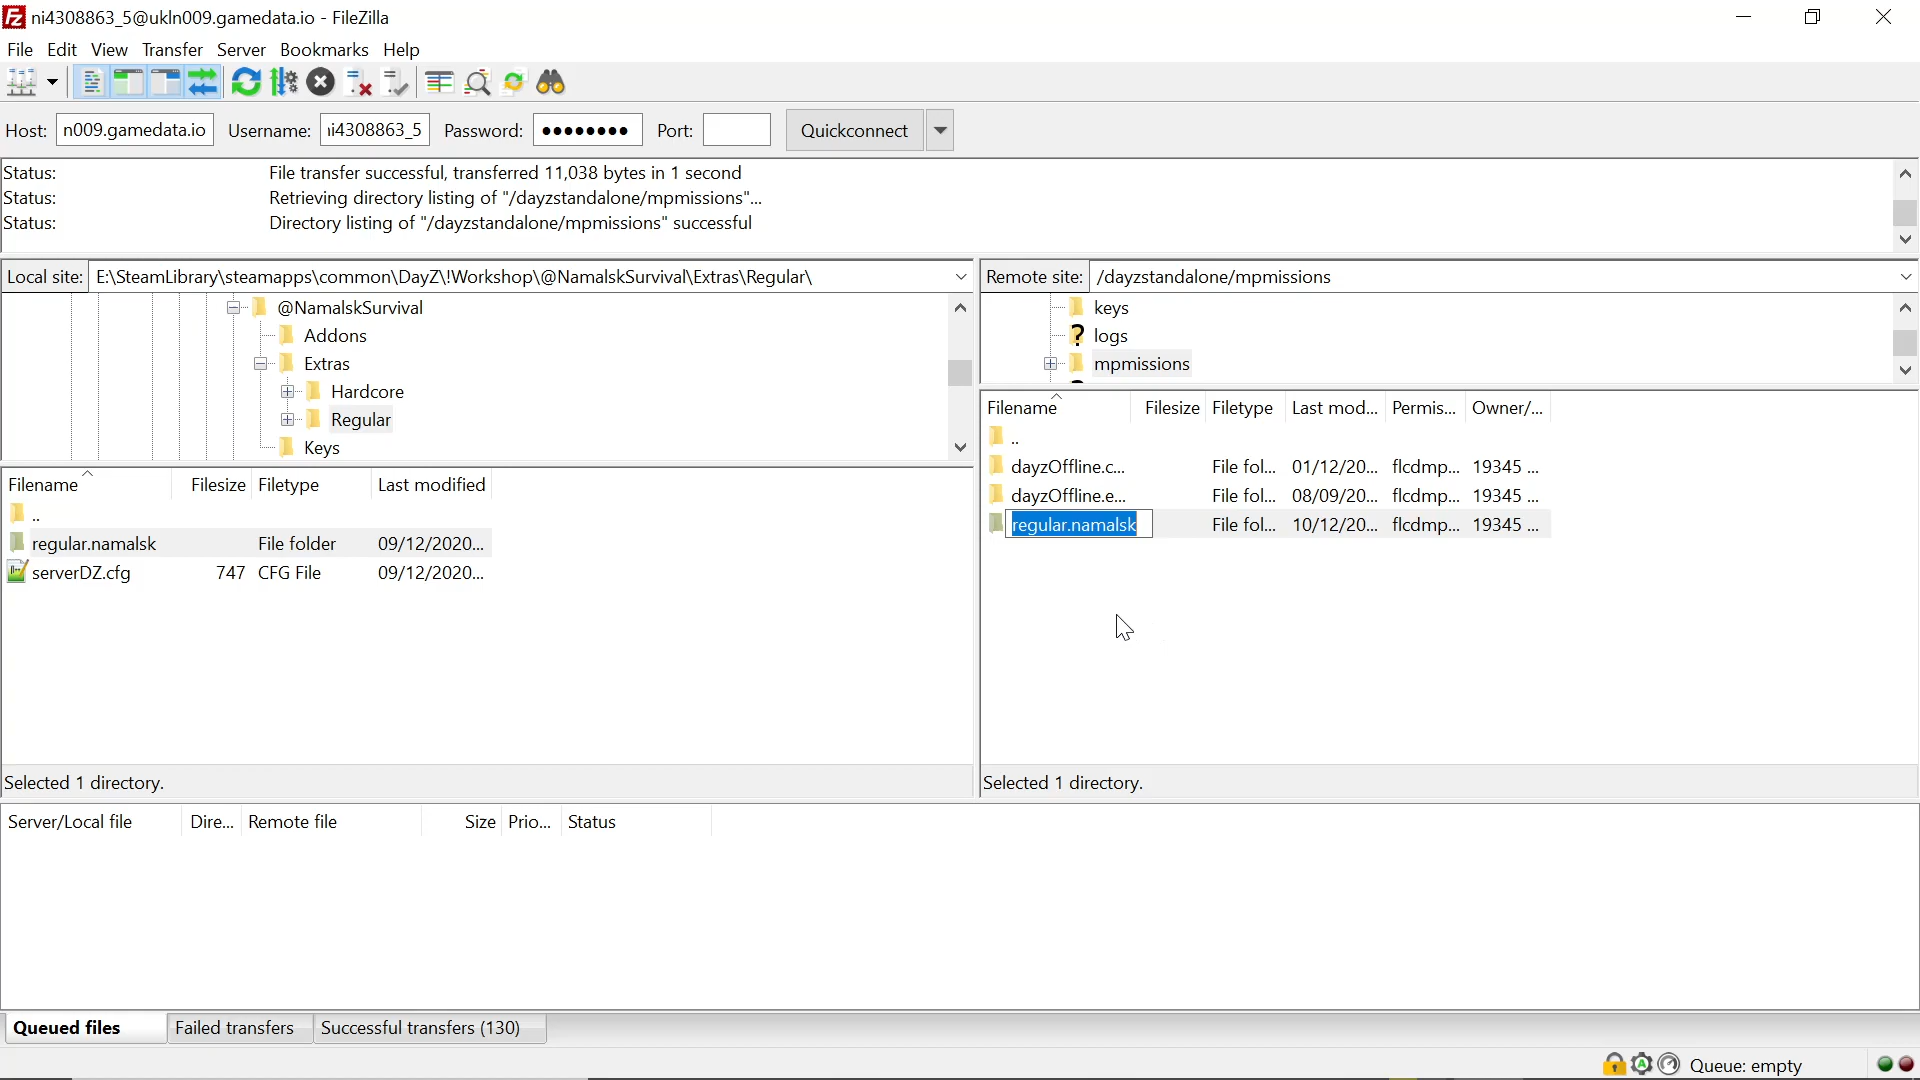 ni4308863_5@ukln009.gamedata.io - FileZilla
File Edit View Transfer Server Bookmarks Help
Host: n009.gamedata.io Username: ıi4308863_5 Password: ●●●●●●●● Port: Quickconnect
Status: File transfer successful, transferred 11,038 bytes in 1 second
Status: Retrieving directory listing of "/dayzstandalone/mpmissions"...
Status: Directory listing of "/dayzstandalone/mpmissions" successful
Local site: E:\SteamLibrary\steamapps\common\DayZ\!Workshop\@NamalskSurvival\Extras\Regular\
@NamalskSurvival
Addons
Extras
Hardcore
Regular
Keys
Filename Filesize Filetype Last modified
..
regular.namalsk File folder 09/12/2020...
serverDZ.cfg 747 CFG File 09/12/2020...
Selected 1 directory.
Remote site: /dayzstandalone/mpmissions
keys
? logs
mpmissions
Filename Filesize Filetype Last mod... Permis... Owner/...
..
dayzOffline.c... File fol... 01/12/20... flcdmp... 19345 ...
dayzOffline.e... File fol... 08/09/20... flcdmp... 19345 ...
regular.namalsk File fol... 10/12/20... flcdmp... 19345 ...
Selected 1 directory.
Server/Local file Dire... Remote file Size Prio... Status
Queued files Failed transfers Successful transfers (130)
Queue: empty